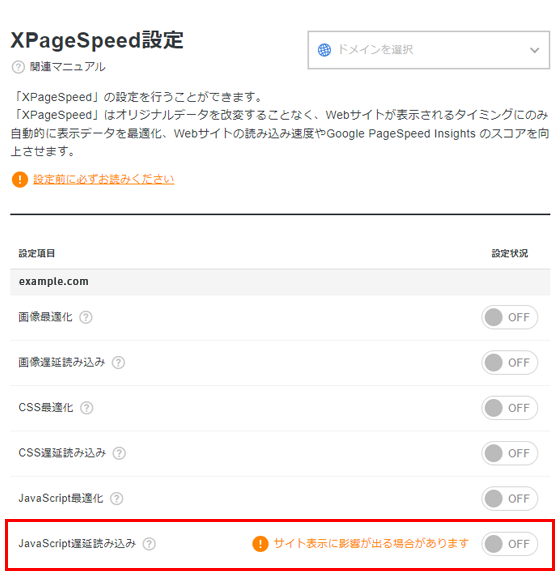 XPageSpeed設定
ドメインを選択
? 関連マニュアル
「XPageSpeed」の設定を行うことができます。
「XPageSpeed」はオリジナルデータを改変することなく、Webサイトが表示されるタイミングにのみ
自動的に表示データを最適化、Webサイトの読み込み速度やGoogle PageSpeed Insights のスコアを向
上させます。
! 設定前に必ずお読みください
設定項目 設定状況
example.com
画像最適化 ? OFF
画像遅延読み込み ? OFF
CSS最適化 ? OFF
CSS遅延読み込み ? OFF
JavaScript最適化 ? OFF
JavaScript遅延読み込み ? ! サイト表示に影響が出る場合があります OFF